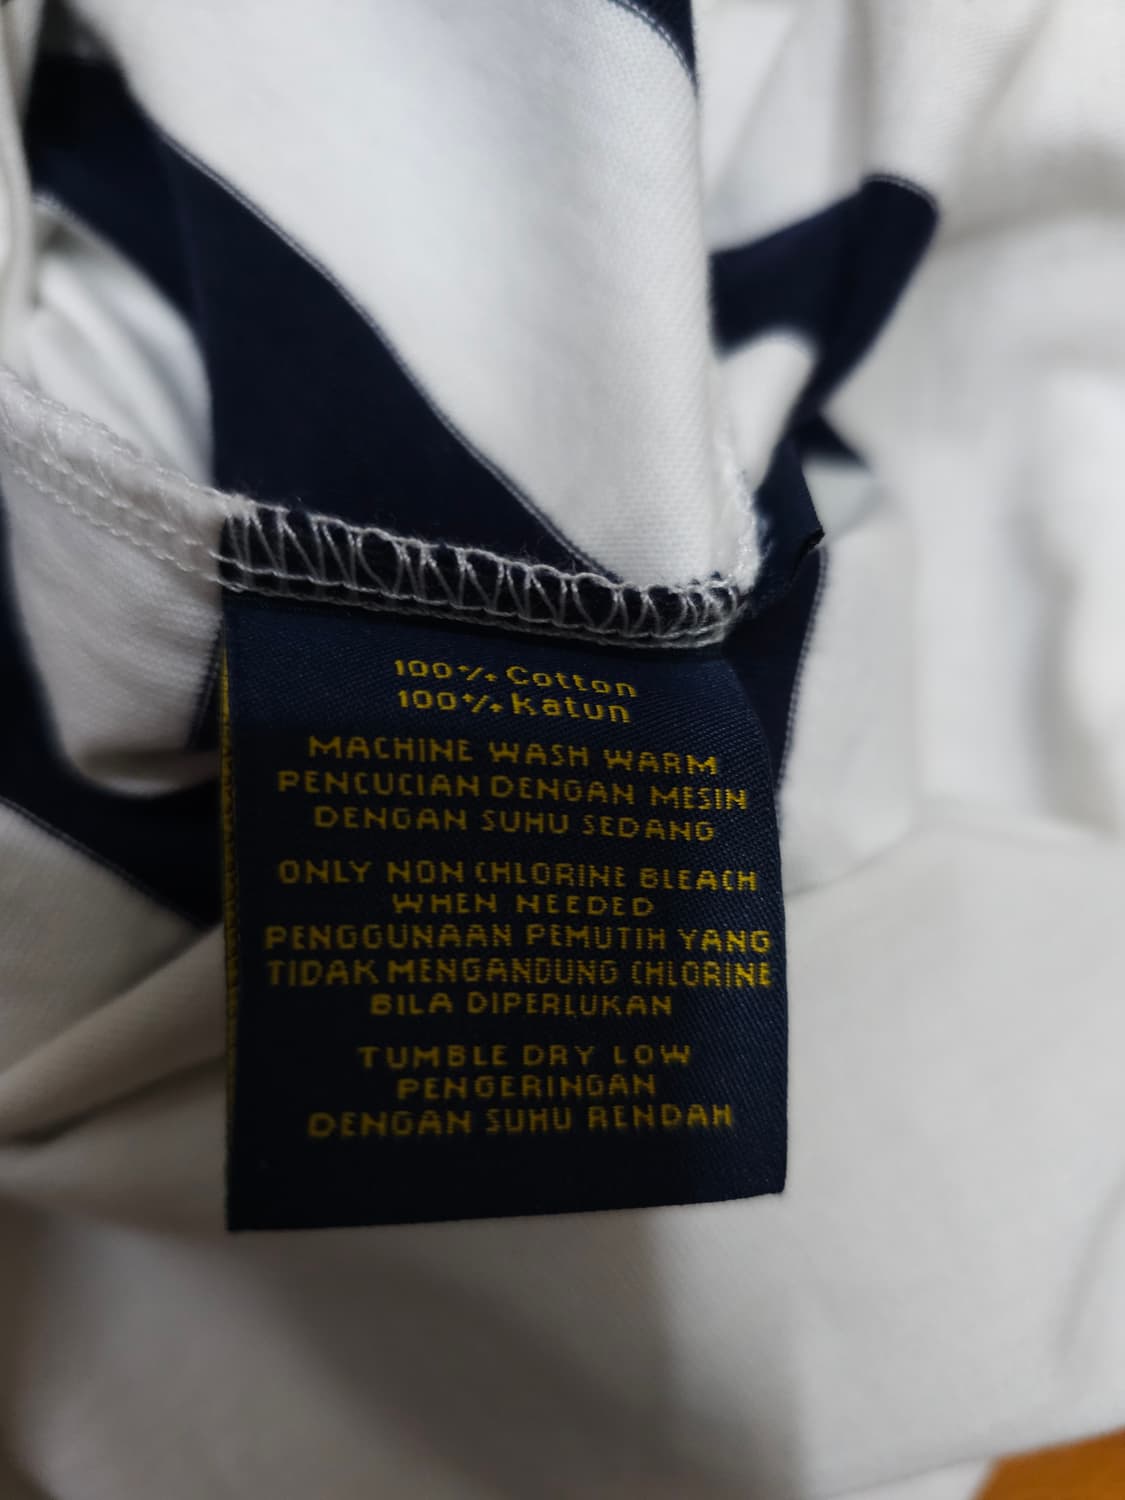 100% Cotton
100% Katun
MACHINE WASH WARM
PENCUCIAN DENGAN MESIN
DENGAN SUHU SEDANG
ONLY NON CHLORINE BLEACH
WHEN NEEDED
PENGGUNAAN PEMUTIH YANG
TIDAK MENGANDUNG CHLORINE
BILA DIPERLUKAN
TUMBLE DRY LOW
PENGERINGAN
DENGAN SUHU RENDAH